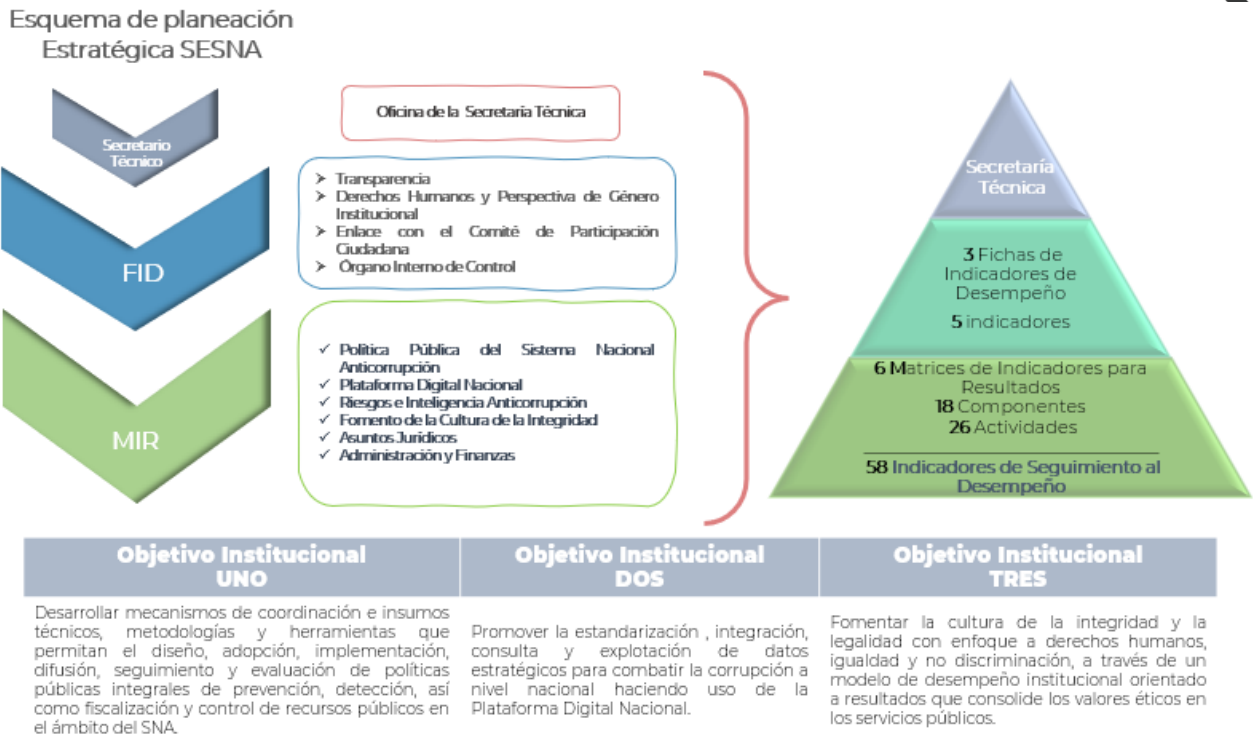 Esquema de planeación
Estratégica SESNA
Secretario
Técnico
FID
MIR
Oficina de la Secretaría Técnica
➢ Transparencia
➢ Derechos Humanos y Perspectiva de Género
Institucional
➢ Enlace con el Comité de Participación
Ciudadana
➢ Órgano Interno de Control
✓ Política Pública del Sistema Nacional
Anticorrupción
✓ Plataforma Digital Nacional
✓ Riesgos e Inteligencia Anticorrupción
✓ Fomento de la Cultura de la Integridad
✓ Asuntos Jurídicos
✓ Administración y Finanzas
Secretaría
Técnica
3 Fichas de
Indicadores de
Desempeño
5 indicadores
6 Matrices de Indicadores para
Resultados
18 Componentes
26 Actividades
58 Indicadores de Seguimiento al
Desempeño
Objetivo Institucional
UNO
Desarrollar mecanismos de coordinación e insumos
técnicos, metodologías y herramientas que
permitan el diseño, adopción, implementación,
difusión, seguimiento y evaluación de políticas
públicas integrales de prevención, detección, así
como fiscalización y control de recursos públicos en
el ámbito del SNA.
Objetivo Institucional
DOS
Promover la estandarización , integración,
consulta y explotación de datos
estratégicos para combatir la corrupción a
nivel nacional haciendo uso de la
Plataforma Digital Nacional.
Objetivo Institucional
TRES
Fomentar la cultura de la integridad y la
legalidad con enfoque a derechos humanos,
igualdad y no discriminación, a través de un
modelo de desempeño institucional orientado
a resultados que consolide los valores éticos en
los servicios públicos.